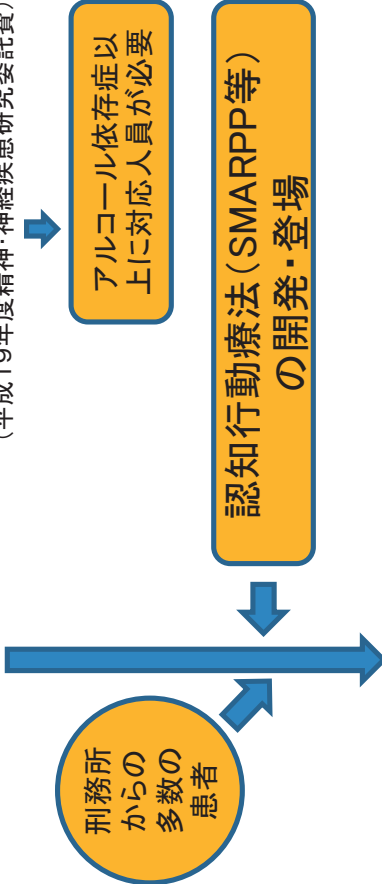 (平成19年度精神・神経疾患研究委託費)
アルコール依存症以
上に対応人員が必要
認知行動療法(SMARPP等)
の開発・登場
刑務所
からの
多数の
患者